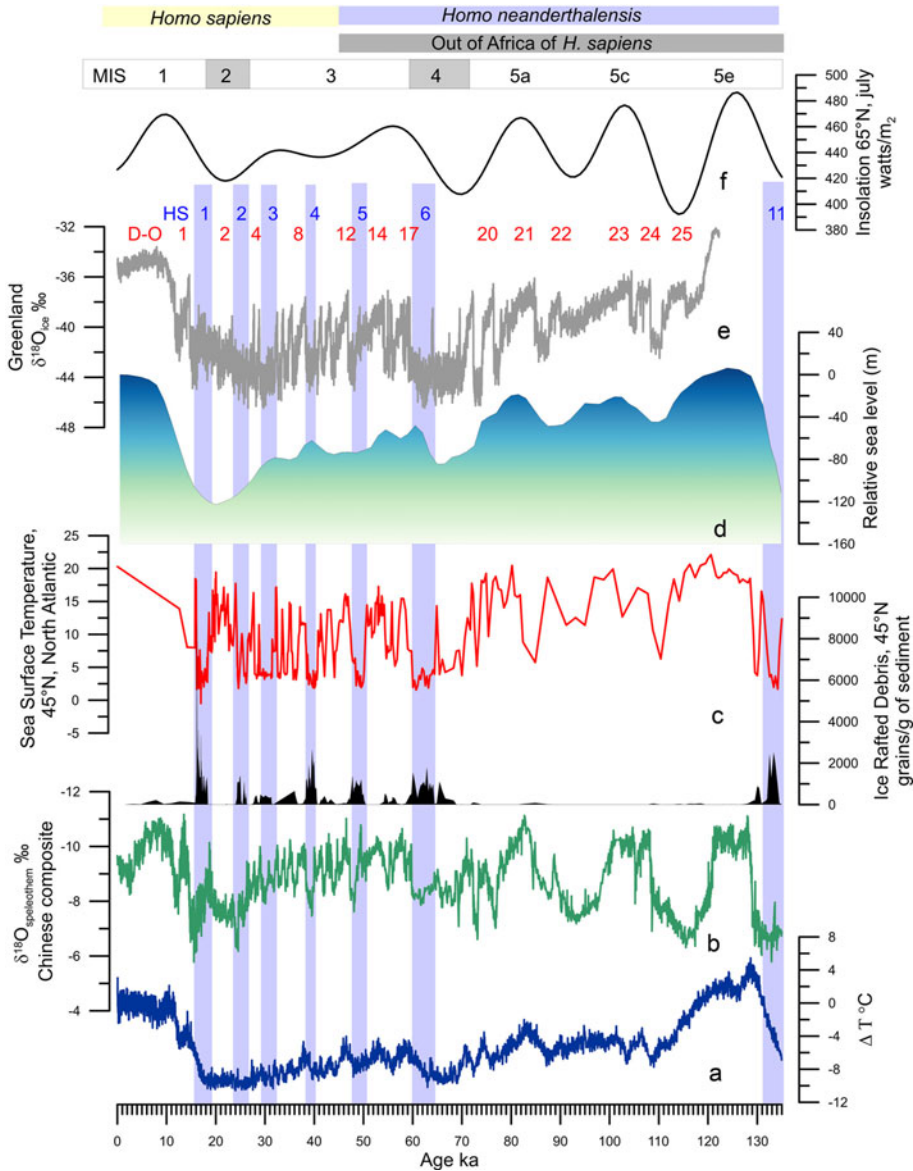 Homo sapiens
Homo neanderthalensis
Out of Africa of H. sapiens
MIS 1 2 3 4 5a 5c 5e
500
480
460
440
420
400
380
Insolation 65°N, july
watts/m2
f
HS 1 2 3 4 5 6 11
D-O 1 2 4 8 12 14 17 20 21 22 23 24 25
-32
-36
-40
-44
-48
Greenland
δ18Oice ‰
e
40
0
-40
-80
-120
-160
Relative sea level (m)
d
25
20
15
10
5
0
-5
Sea Surface Temperature,
45°N, North Atlantic
c
10000
8000
6000
4000
2000
0
Ice Rafted Debris, 45°N
grains/g of sediment
-12
-10
-8
-6
-4
δ18Ospeleothem ‰
Chinese composite
b
8
4
0
-4
-8
-12
Δ T °C
a
0 10 20 30 40 50 60 70 80 90 100 110 120 130
Age ka